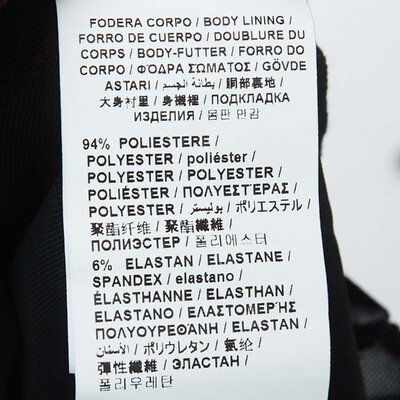 FODERA CORPO / BODY LINING /
FORRO DE CUERPO / DOUBLURE DU
CORPS / BODY-FUTTER / FORRO DO
CORPO / ΦΌΔΡΑ ΣΩΜΑΤΟΣ / GÖVDE
ASTARI / بطانة الجسم / 胴部裏地 /
大身衬里 / 身襯裡 / ПОДКЛАДКА
ИЗДЕЛИЯ / 몸판 안감
94% POLIESTERE /
POLYESTER / poliéster /
POLYESTER / POLYESTER /
POLIÉSTER / ΠΟΛΥΕΣΤΈΡΑΣ /
POLYESTER / بوليستر / ポリエステル /
聚酯纤维 / 聚酯纖維 /
ПОЛИЭСТЕР / 폴리에스터
6% ELASTAN / ELASTANE /
SPANDEX / elastano /
ÉLASTHANNE / ELASTHAN /
ELASTANO / ΕΛΑΣΤΟΜΕΡΉΣ /
ΠΟΛΥΟΥΡΕΘΆΝΗ / ELASTAN /
الأستان / ポリウレタン / 氨纶 /
彈性纖維 / ЭЛАСТАН /
폴리우레탄